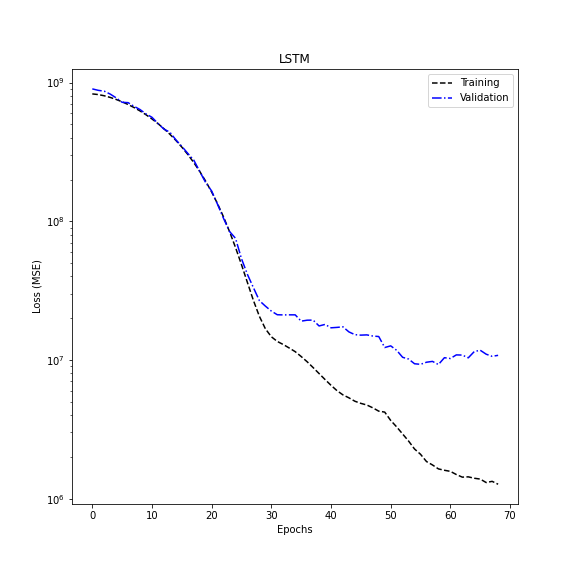 LSTM
Training
Validation
Loss (MSE)
10⁹
10⁸
10⁷
10⁶
0 10 20 30 40 50 60 70
Epochs